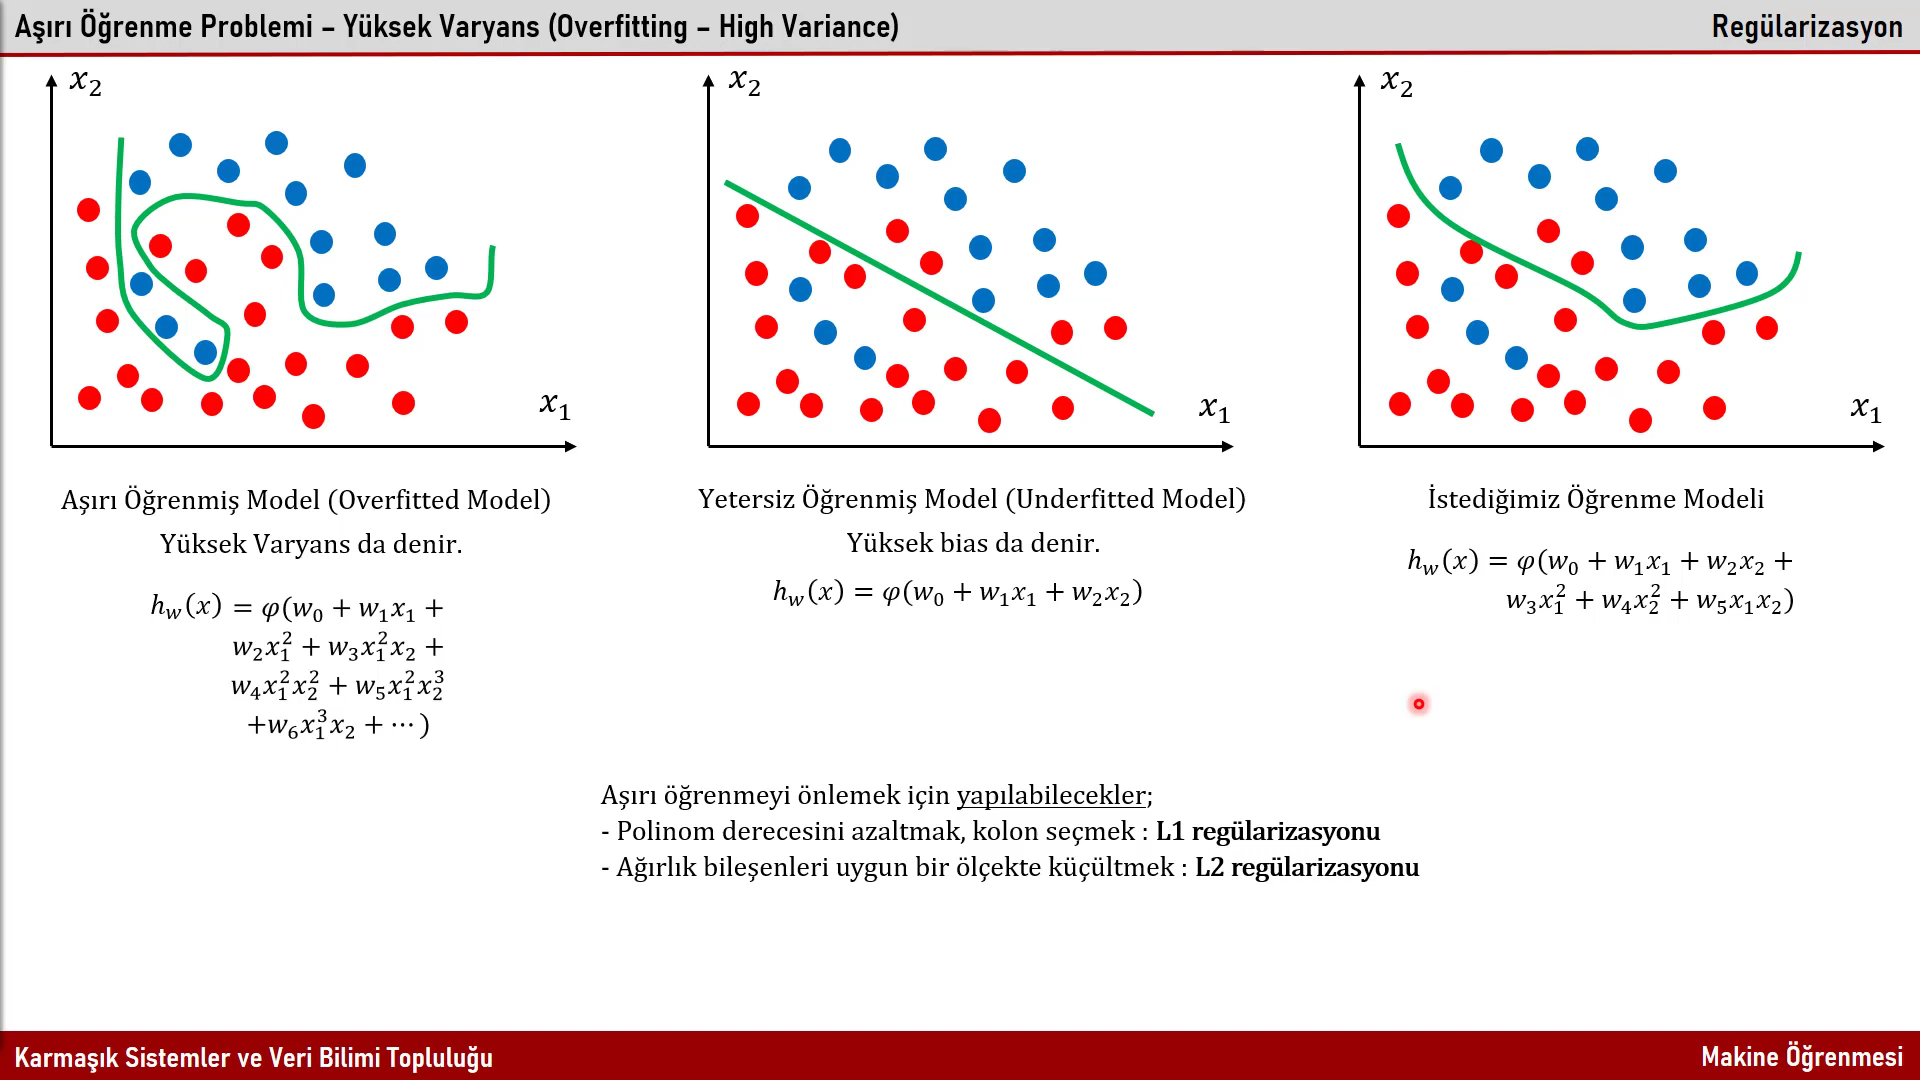 Aşırı Öğrenme Problemi – Yüksek Varyans (Overfitting – High Variance)
Regülarizasyon
x₂
x₁
x₂
x₁
x₂
x₁
Aşırı Öğrenmiş Model (Overfitted Model)
Yüksek Varyans da denir.
h_w(x) = φ(w₀ + w₁x₁ +
w₂x₁² + w₃x₁²x₂ +
w₄x₁²x₂² + w₅x₁²x₂³
+w₆x₁³x₂ + ⋯ )
Yetersiz Öğrenmiş Model (Underfitted Model)
Yüksek bias da denir.
h_w(x) = φ(w₀ + w₁x₁ + w₂x₂)
İstediğimiz Öğrenme Modeli
h_w(x) = φ(w₀ + w₁x₁ + w₂x₂ +
w₃x₁² + w₄x₂² + w₅x₁x₂)
Aşırı öğrenmeyi önlemek için yapılabilecekler;
- Polinom derecesini azaltmak, kolon seçmek : L1 regülarizasyonu
- Ağırlık bileşenleri uygun bir ölçekte küçültmek : L2 regülarizasyonu
Karmaşık Sistemler ve Veri Bilimi Topluluğu
Makine Öğrenmesi